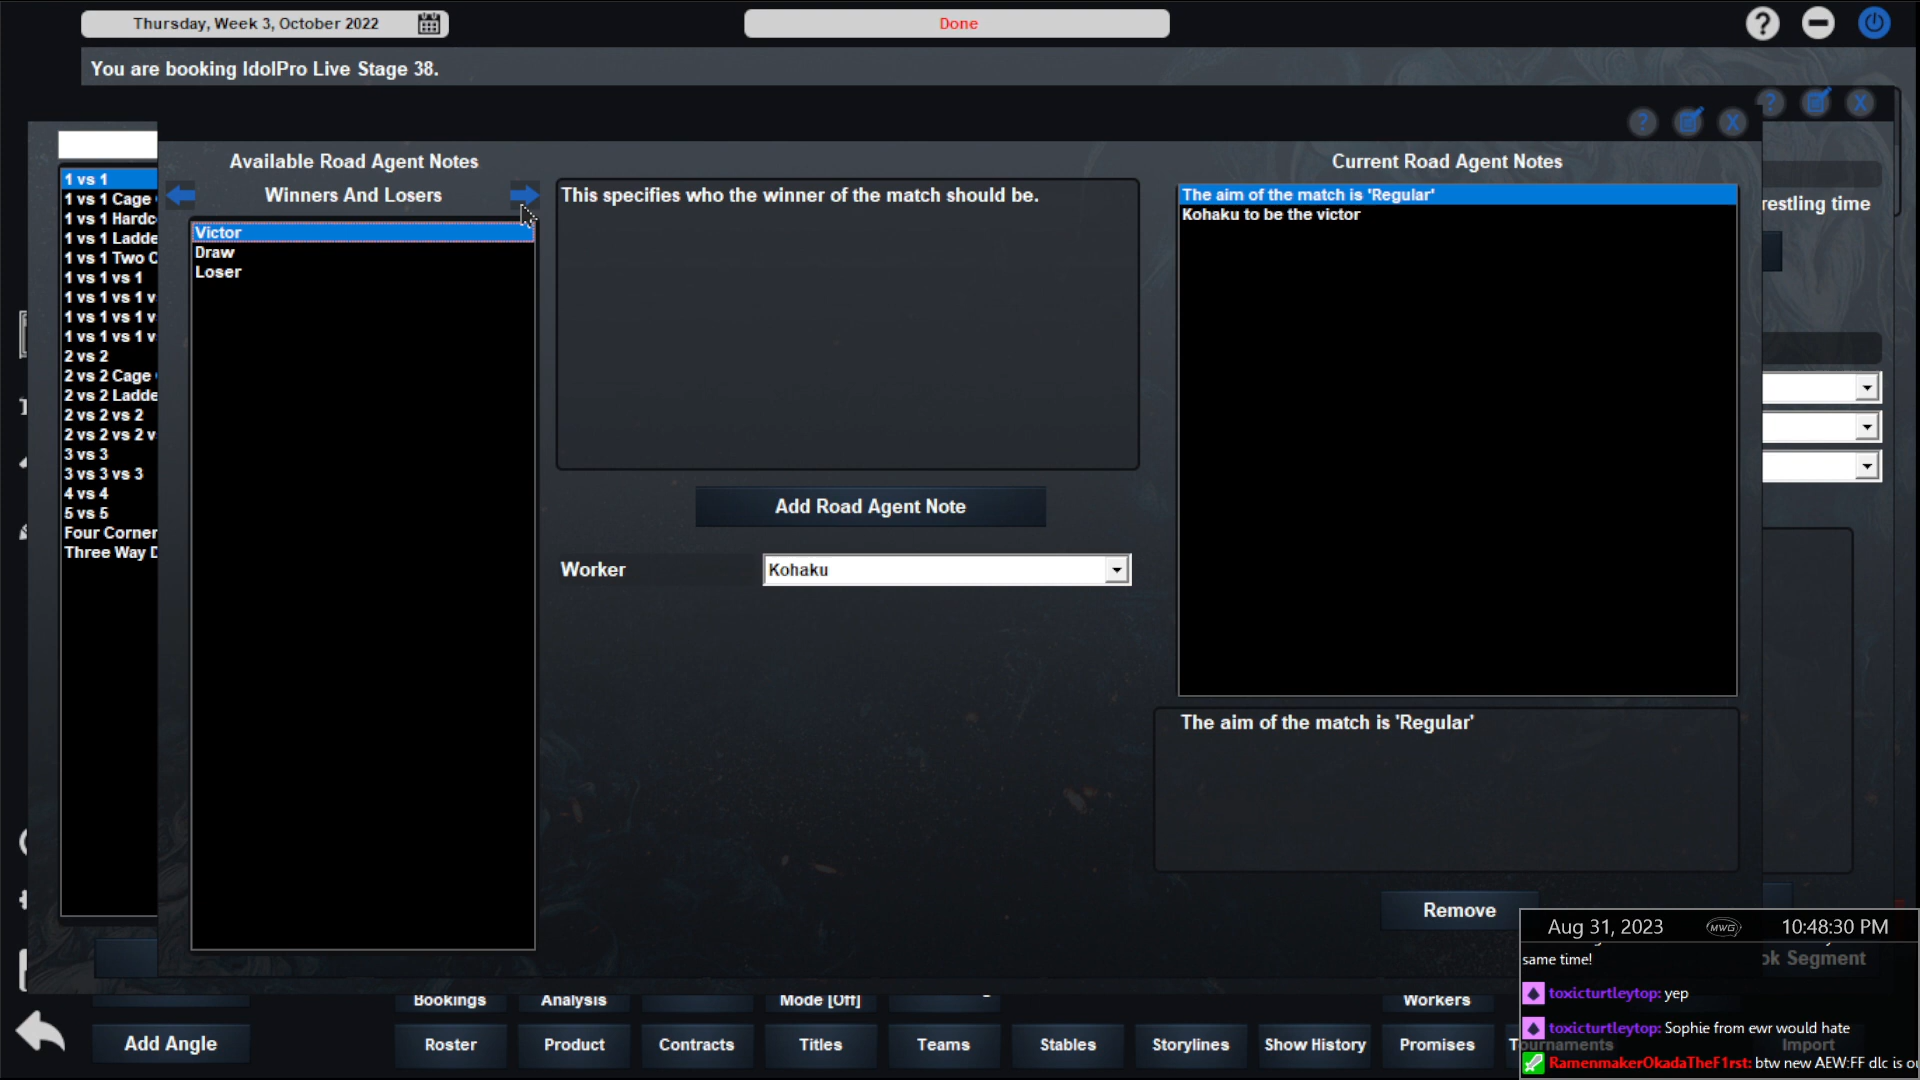 Thursday, Week 3, October 2022
Done
You are booking IdolPro Live Stage 38.
Available Road Agent Notes
Winners And Losers
Victor
Draw
Loser
This specifies who the winner of the match should be.
Add Road Agent Note
Worker
Kohaku
Current Road Agent Notes
The aim of the match is 'Regular'
Kohaku to be the victor
The aim of the match is 'Regular'
Remove
restling time
1 vs 1
1 vs 1 Cage
1 vs 1 Hardc
1 vs 1 Ladde
1 vs 1 Two
1 vs 1 vs 1
1 vs 1 vs 1 v
1 vs 1 vs 1 v
1 vs 1 vs 1 v
2 vs 2
2 vs 2 Cage
2 vs 2 Ladde
2 vs 2 vs 2
2 vs 2 vs 2 v
3 vs 3
3 vs 3 vs 3
4 vs 4
5 vs 5
Four Corner
Three Way
Bookings
Analysis
Mode [Off]
Workers
Add Angle
Roster
Product
Contracts
Titles
Teams
Stables
Storylines
Show History
Promises
Tournaments
Import
ok Segment
Aug 31, 2023
MWG
10:48:30 PM
same time!
toxicturtleytop: yep
toxicturtleytop: Sophie from ewr would hate
RamenmakerOkadaTheF1rst: btw new AEW:FF dlc is